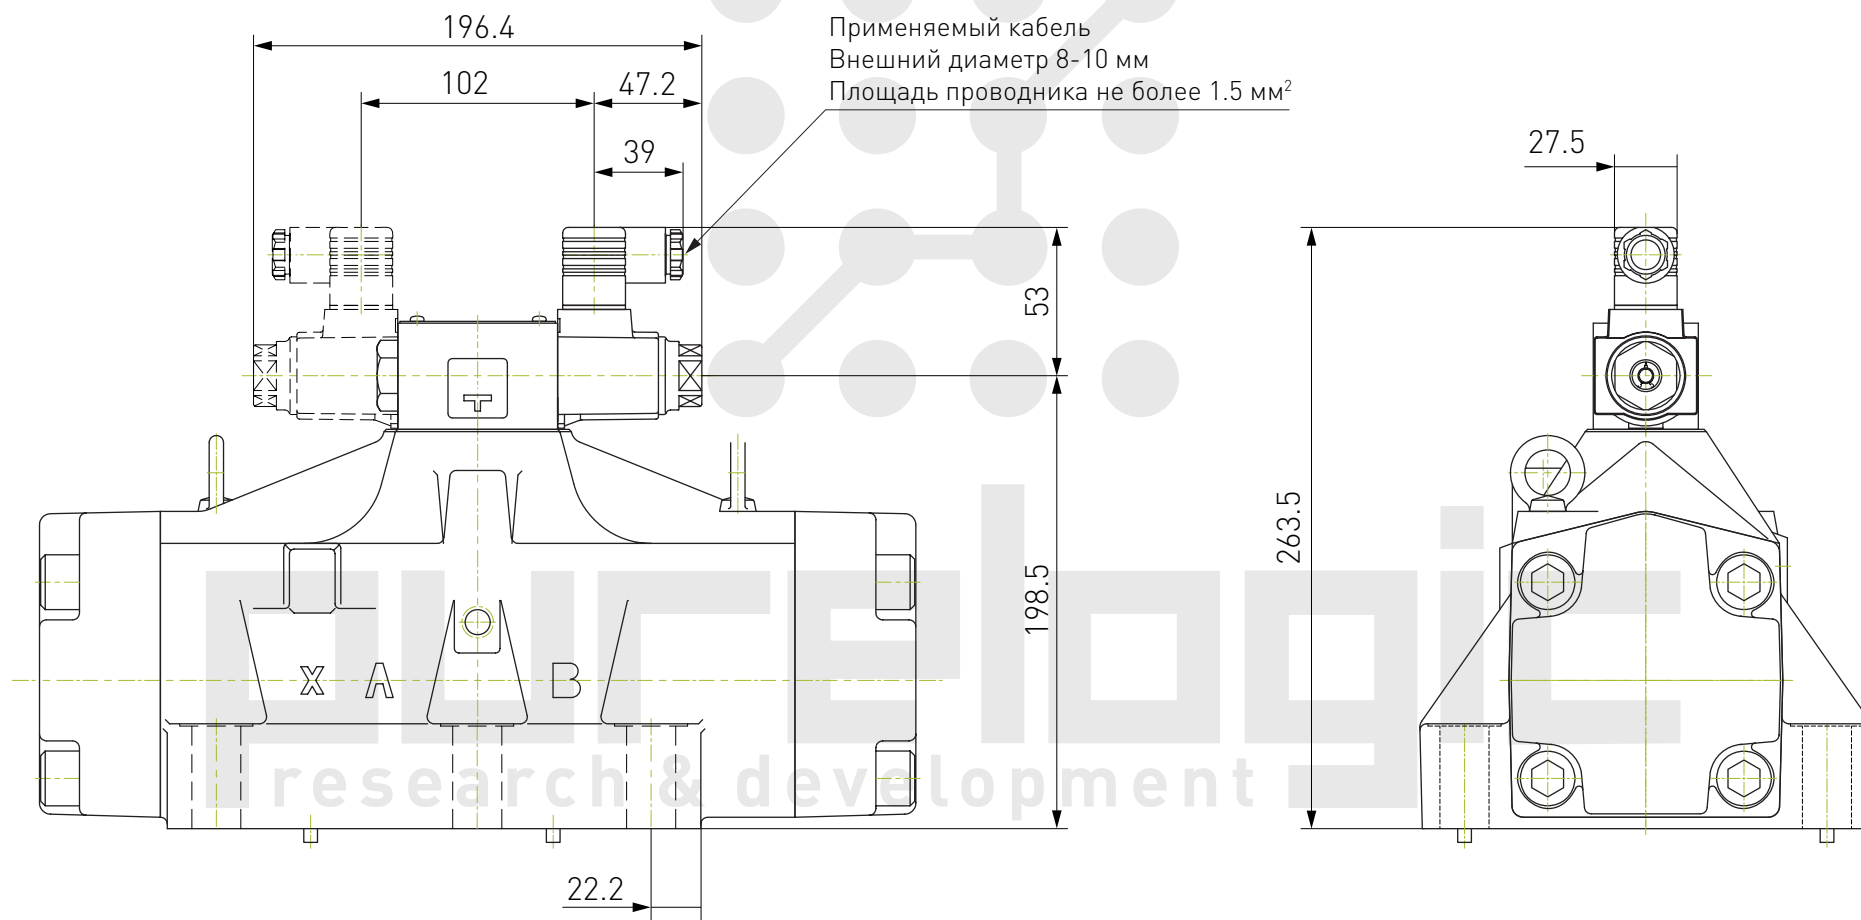 196.4
Применяемый кабель
Внешний диаметр 8-10 мм
Площадь проводника не более 1.5 мм²
102
47.2
39
27.5
53
263.5
198.5
X A B
purelogic
research & development
22.2